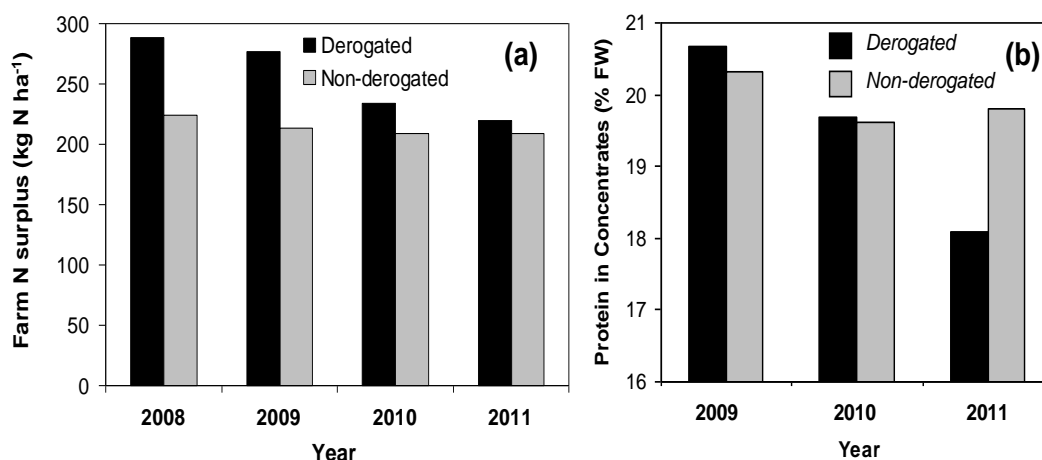 Farm N surplus (kg N ha-1)
300
250
200
150
100
50
0
Derogated
Non-derogated
(a)
2008 2009 2010 2011
Year
Protein in Concentrates (% FW)
21
20
19
18
17
16
Derogated
Non-derogated
(b)
2009 2010 2011
Year